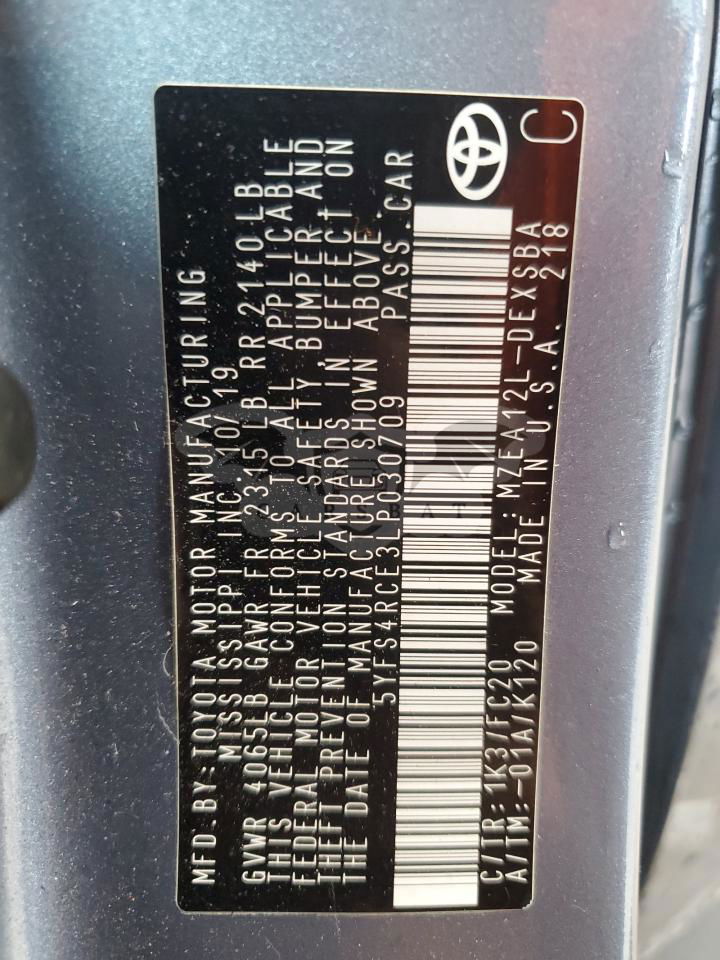 MFD.BY:TOYOTA MOTOR MANUFACTURING
MISSISSIPPI INC. 10/19
GVWR 4065LB GAWR FR 2315LB RR 2140LB
THIS VEHICLE CONFORMS TO ALL APPLICABLE
FEDERAL MOTOR VEHICLE SAFETY BUMPER AND
THEFT PREVENTION STANDARDS IN EFFECT ON
THE DATE OF MANUFACTURE SHOWN ABOVE.
5YFS4RCE3LP030709 PASS.CAR
C/TR:1K3/FC20 MODEL:MZEA12L-DEXSBA
A/TM:-01A/K120 MADE IN U.S.A. 218
C